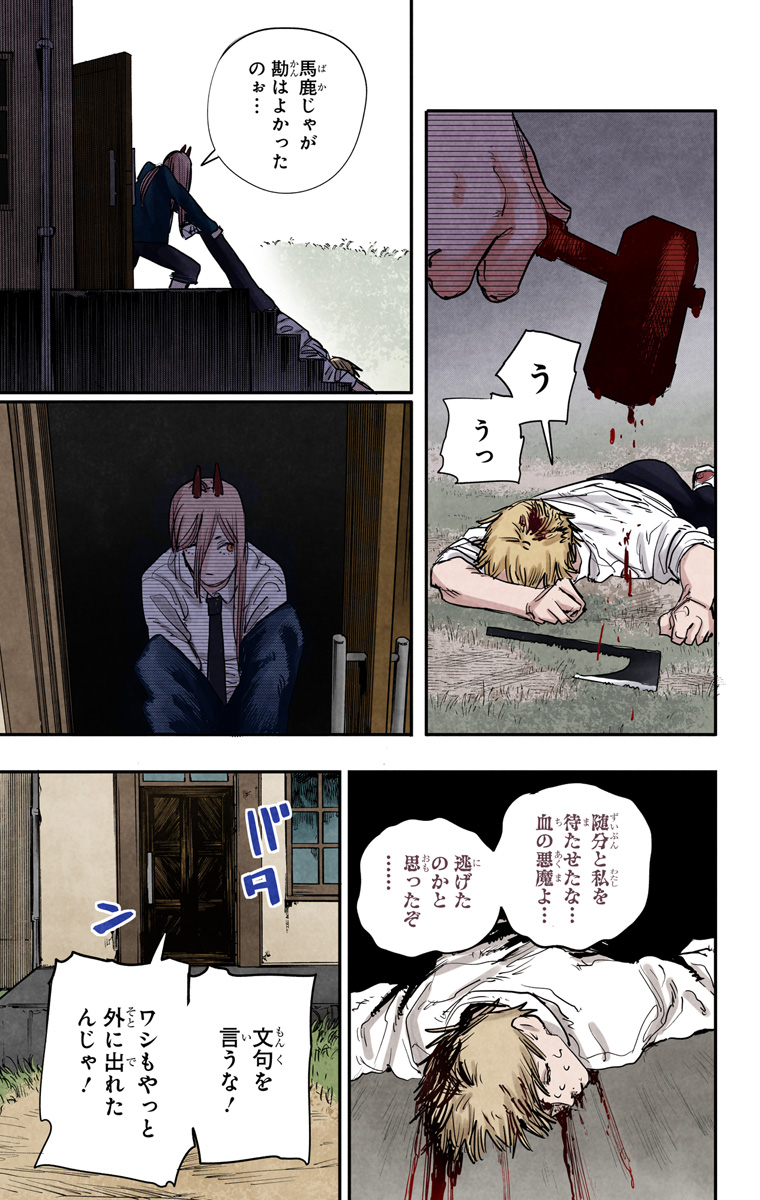 う
うっ
馬鹿じゃが
勘はよかった
のぉ…
随分と私を
待たせたな…
血の悪魔よ…
逃げた
のかと
思ったぞ
……
バタン
文句を
言うな!
ワシもやっと
外に出れた
んじゃ!